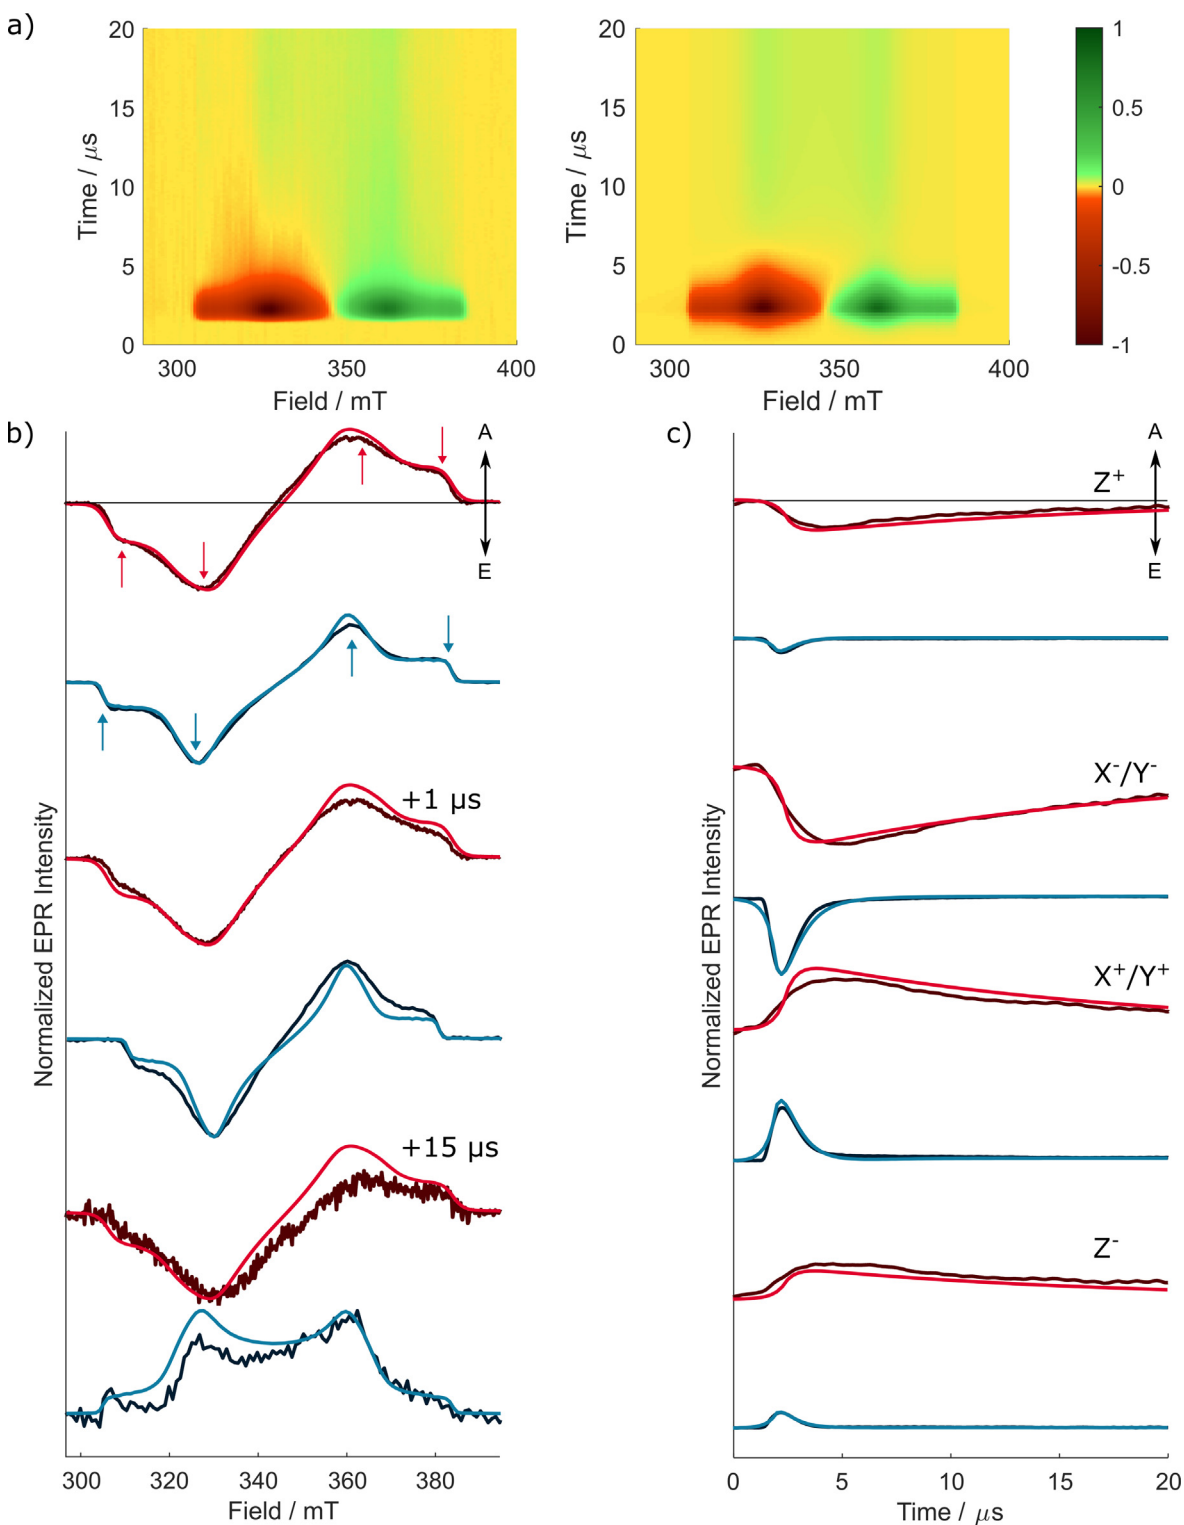 a)
20
15
10
5
0
Time / μs
300
350
400
Field / mT
20
15
10
5
0
Time / μs
300
350
400
Field / mT
1
0.5
0
-0.5
-1
b)
A
E
+1 μs
+15 μs
Normalized EPR Intensity
300
320
340
360
380
Field / mT
c)
A
Z+
E
X-/Y-
X+/Y+
Z-
Normalized EPR Intensity
0
5
10
15
20
Time / μs